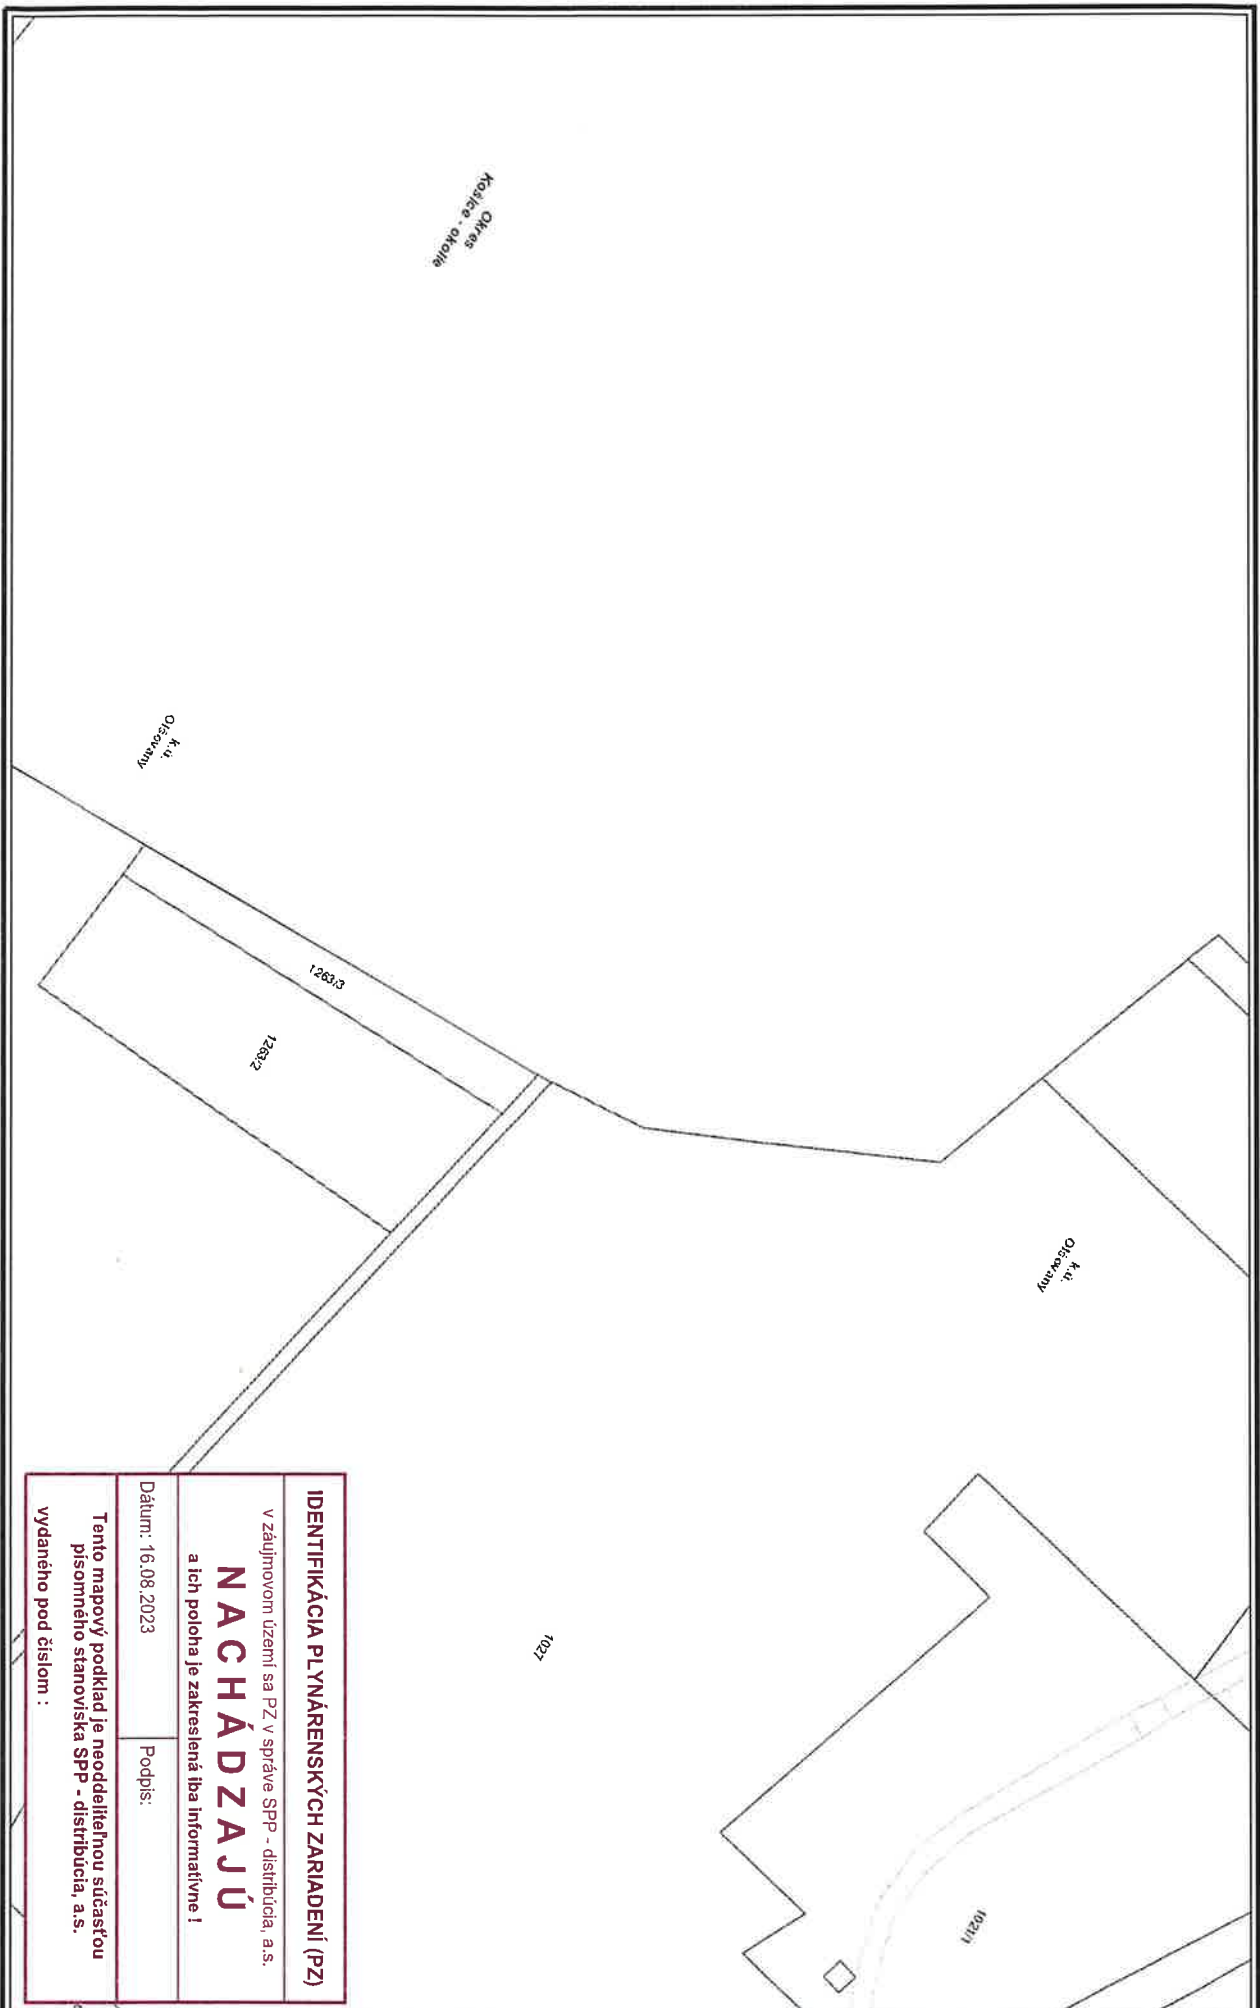 Okres
Košice - okolie
k.ú.
Olšovany
1263/3
1263/2
k.ú.
Olšovany
1027
1021/1
IDENTIFIKÁCIA PLYNÁRENSKÝCH ZARIADENÍ (PZ)
v záujmovom území sa PZ v správe SPP - distribúcia, a.s.
NACHÁDZAJÚ
a ich poloha je zakreslená iba informatívne !
Dátum: 16.08.2023
Podpis:
Tento mapový podklad je neoddeliteľnou súčasťou
písomného stanoviska SPP - distribúcia, a.s.
vydaného pod číslom :